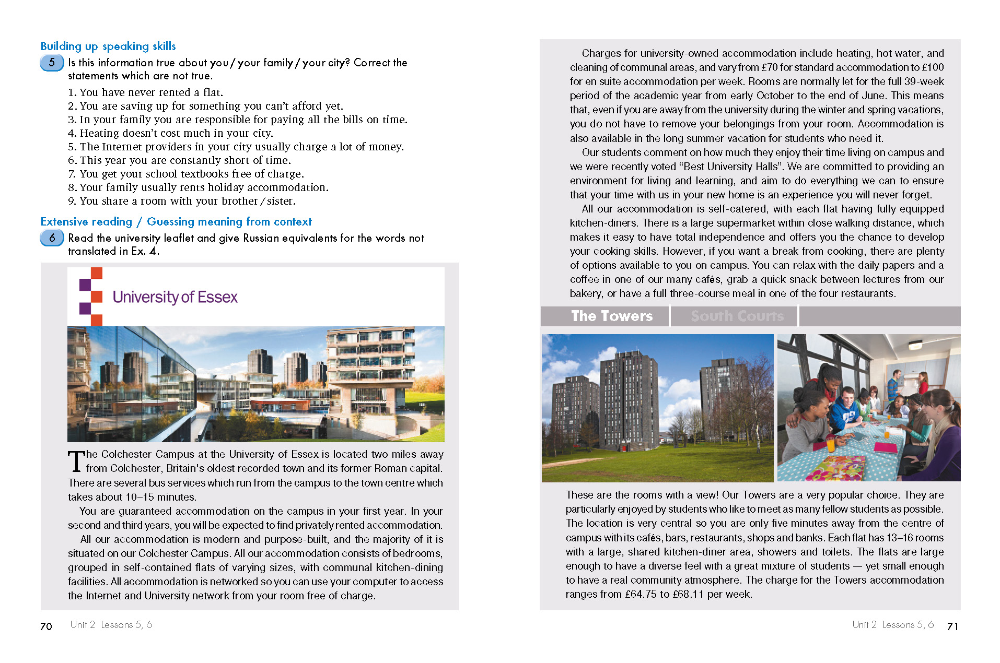 Building up speaking skills
5 Is this information true about you / your family / your city? Correct the
statements which are not true.
1. You have never rented a flat.
2. You are saving up for something you can't afford yet.
3. In your family you are responsible for paying all the bills on time.
4. Heating doesn't cost much in your city.
5. The Internet providers in your city usually charge a lot of money.
6. This year you are constantly short of time.
7. You get your school textbooks free of charge.
8. Your family usually rents holiday accommodation.
9. You share a room with your brother / sister.
Extensive reading / Guessing meaning from context
6 Read the university leaflet and give Russian equivalents for the words not
translated in Ex. 4.
University of Essex
The Colchester Campus at the University of Essex is located two miles away
from Colchester, Britain's oldest recorded town and its former Roman capital.
There are several bus services which run from the campus to the town centre which
takes about 10–15 minutes.
You are guaranteed accommodation on the campus in your first year. In your
second and third years, you will be expected to find privately rented accommodation.
All our accommodation is modern and purpose-built, and the majority of it is
situated on our Colchester Campus. All our accommodation consists of bedrooms,
grouped in self-contained flats of varying sizes, with communal kitchen-dining
facilities. All accommodation is networked so you can use your computer to access
the Internet and University network from your room free of charge.
70 Unit 2 Lessons 5, 6
Charges for university-owned accommodation include heating, hot water, and
cleaning of communal areas, and vary from £70 for standard accommodation to £100
for en suite accommodation per week. Rooms are normally let for the full 39-week
period of the academic year from early October to the end of June. This means
that, even if you are away from the university during the winter and spring vacations,
you do not have to remove your belongings from your room. Accommodation is
also available in the long summer vacation for students who need it.
Our students comment on how much they enjoy their time living on campus and
we were recently voted “Best University Halls”. We are committed to providing an
environment for living and learning, and aim to do everything we can to ensure
that your time with us in your new home is an experience you will never forget.
All our accommodation is self-catered, with each flat having fully equipped
kitchen-diners. There is a large supermarket within close walking distance, which
makes it easy to have total independence and offers you the chance to develop
your cooking skills. However, if you want a break from cooking, there are plenty
of options available to you on campus. You can relax with the daily papers and a
coffee in one of our many cafés, grab a quick snack between lectures from our
bakery, or have a full three-course meal in one of the four restaurants.
The Towers South Courts
These are the rooms with a view! Our Towers are a very popular choice. They are
particularly enjoyed by students who like to meet as many fellow students as possible.
The location is very central so you are only five minutes away from the centre of
campus with its cafés, bars, restaurants, shops and banks. Each flat has 13–16 rooms
with a large, shared kitchen-diner area, showers and toilets. The flats are large
enough to have a diverse feel with a great mixture of students — yet small enough
to have a real community atmosphere. The charge for the Towers accommodation
ranges from £64.75 to £68.11 per week.
Unit 2 Lessons 5, 6 71